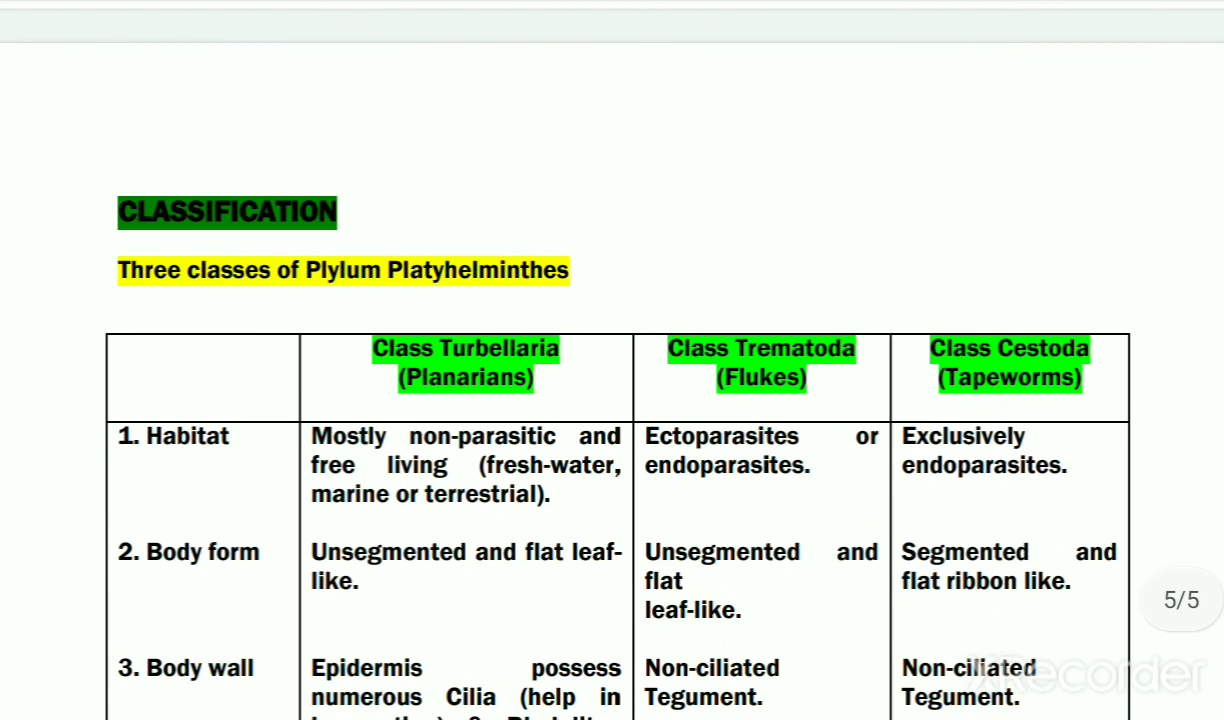 CLASSIFICATION
Three classes of Plylum Platyhelminthes
Class Turbellaria
(Planarians)
Class Trematoda
(Flukes)
Class Cestoda
(Tapeworms)
1. Habitat
Mostly non-parasitic and
free living (fresh-water,
marine or terrestrial).
Ectoparasites or
endoparasites.
Exclusively
endoparasites.
2. Body form
Unsegmented and flat leaf-
like.
Unsegmented and
flat
leaf-like.
Segmented and
flat ribbon like.
3. Body wall
Epidermis possess
numerous Cilia (help in
Non-ciliated
Tegument.
Non-ciliated
Tegument.
5/5
XRecorder